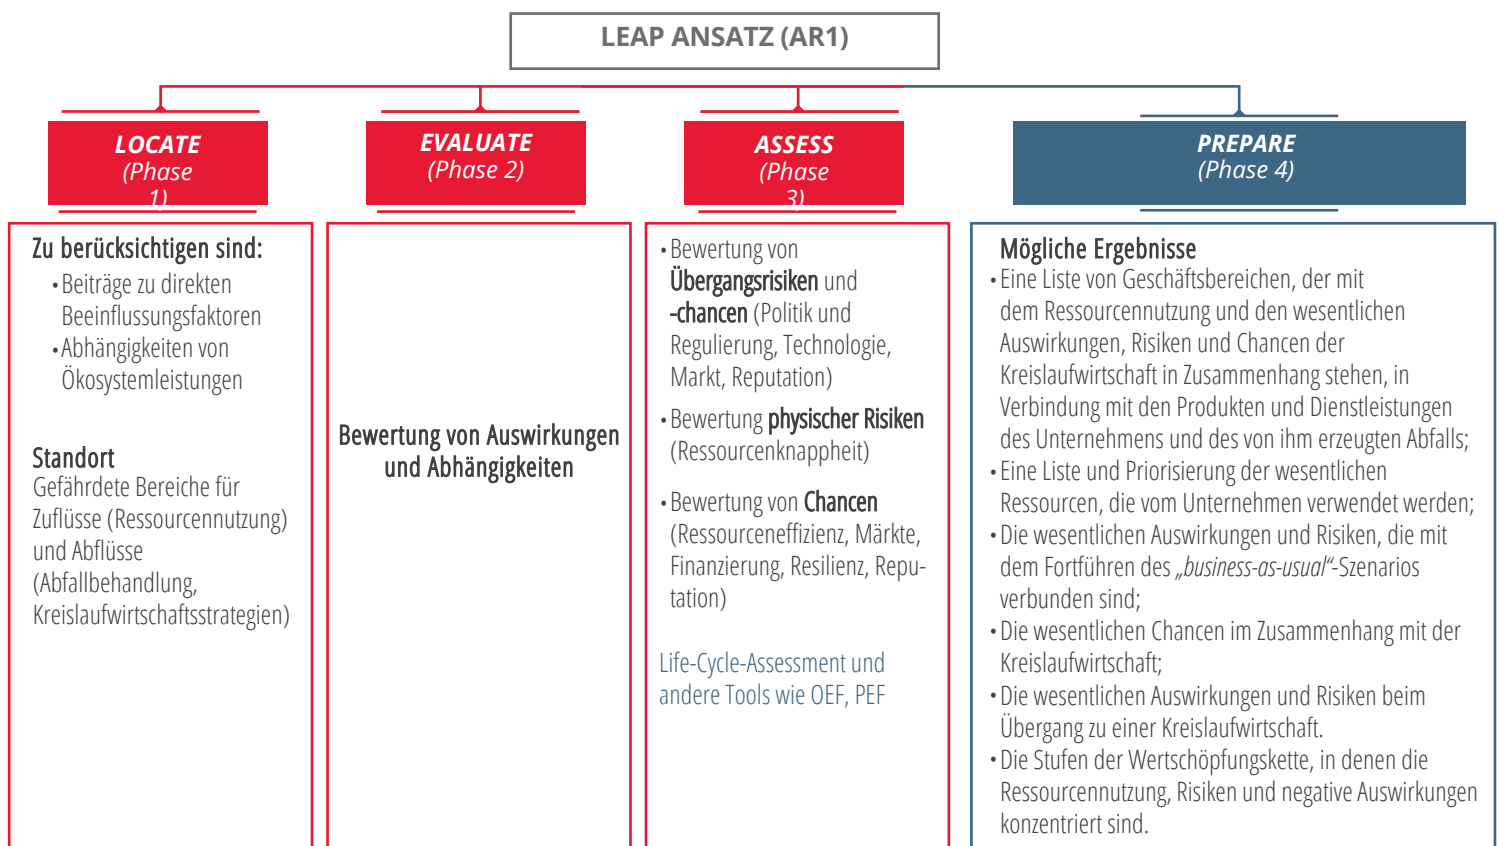 LEAP ANSATZ (AR1)
LOCATE
(Phase
1)
Zu berücksichtigen sind:
• Beiträge zu direkten
Beeinflussungsfaktoren
• Abhängigkeiten von
Ökosystemleistungen
Standort
Gefährdete Bereiche für
Zuflüsse (Ressourcennutzung)
und Abflüsse
(Abfallbehandlung,
Kreislaufwirtschaftsstrategien)
EVALUATE
(Phase 2)
Bewertung von Auswirkungen
und Abhängigkeiten
ASSESS
(Phase
3)
• Bewertung von
Übergangsrisiken und
-chancen (Politik und
Regulierung, Technologie,
Markt, Reputation)
• Bewertung physischer Risiken
(Ressourcenknappheit)
• Bewertung von Chancen
(Ressourceneffizienz, Märkte,
Finanzierung, Resilienz, Repu-
tation)
Life-Cycle-Assessment und
andere Tools wie OEF, PEF
PREPARE
(Phase 4)
Mögliche Ergebnisse
• Eine Liste von Geschäftsbereichen, der mit
dem Ressourcennutzung und den wesentlichen
Auswirkungen, Risiken und Chancen der
Kreislaufwirtschaft in Zusammenhang stehen, in
Verbindung mit den Produkten und Dienstleistungen
des Unternehmens und des von ihm erzeugten Abfalls;
• Eine Liste und Priorisierung der wesentlichen
Ressourcen, die vom Unternehmen verwendet werden;
• Die wesentlichen Auswirkungen und Risiken, die mit
dem Fortführen des „business-as-usual“-Szenarios
verbunden sind;
• Die wesentlichen Chancen im Zusammenhang mit der
Kreislaufwirtschaft;
• Die wesentlichen Auswirkungen und Risiken beim
Übergang zu einer Kreislaufwirtschaft.
• Die Stufen der Wertschöpfungskette, in denen die
Ressourcennutzung, Risiken und negative Auswirkungen
konzentriert sind.